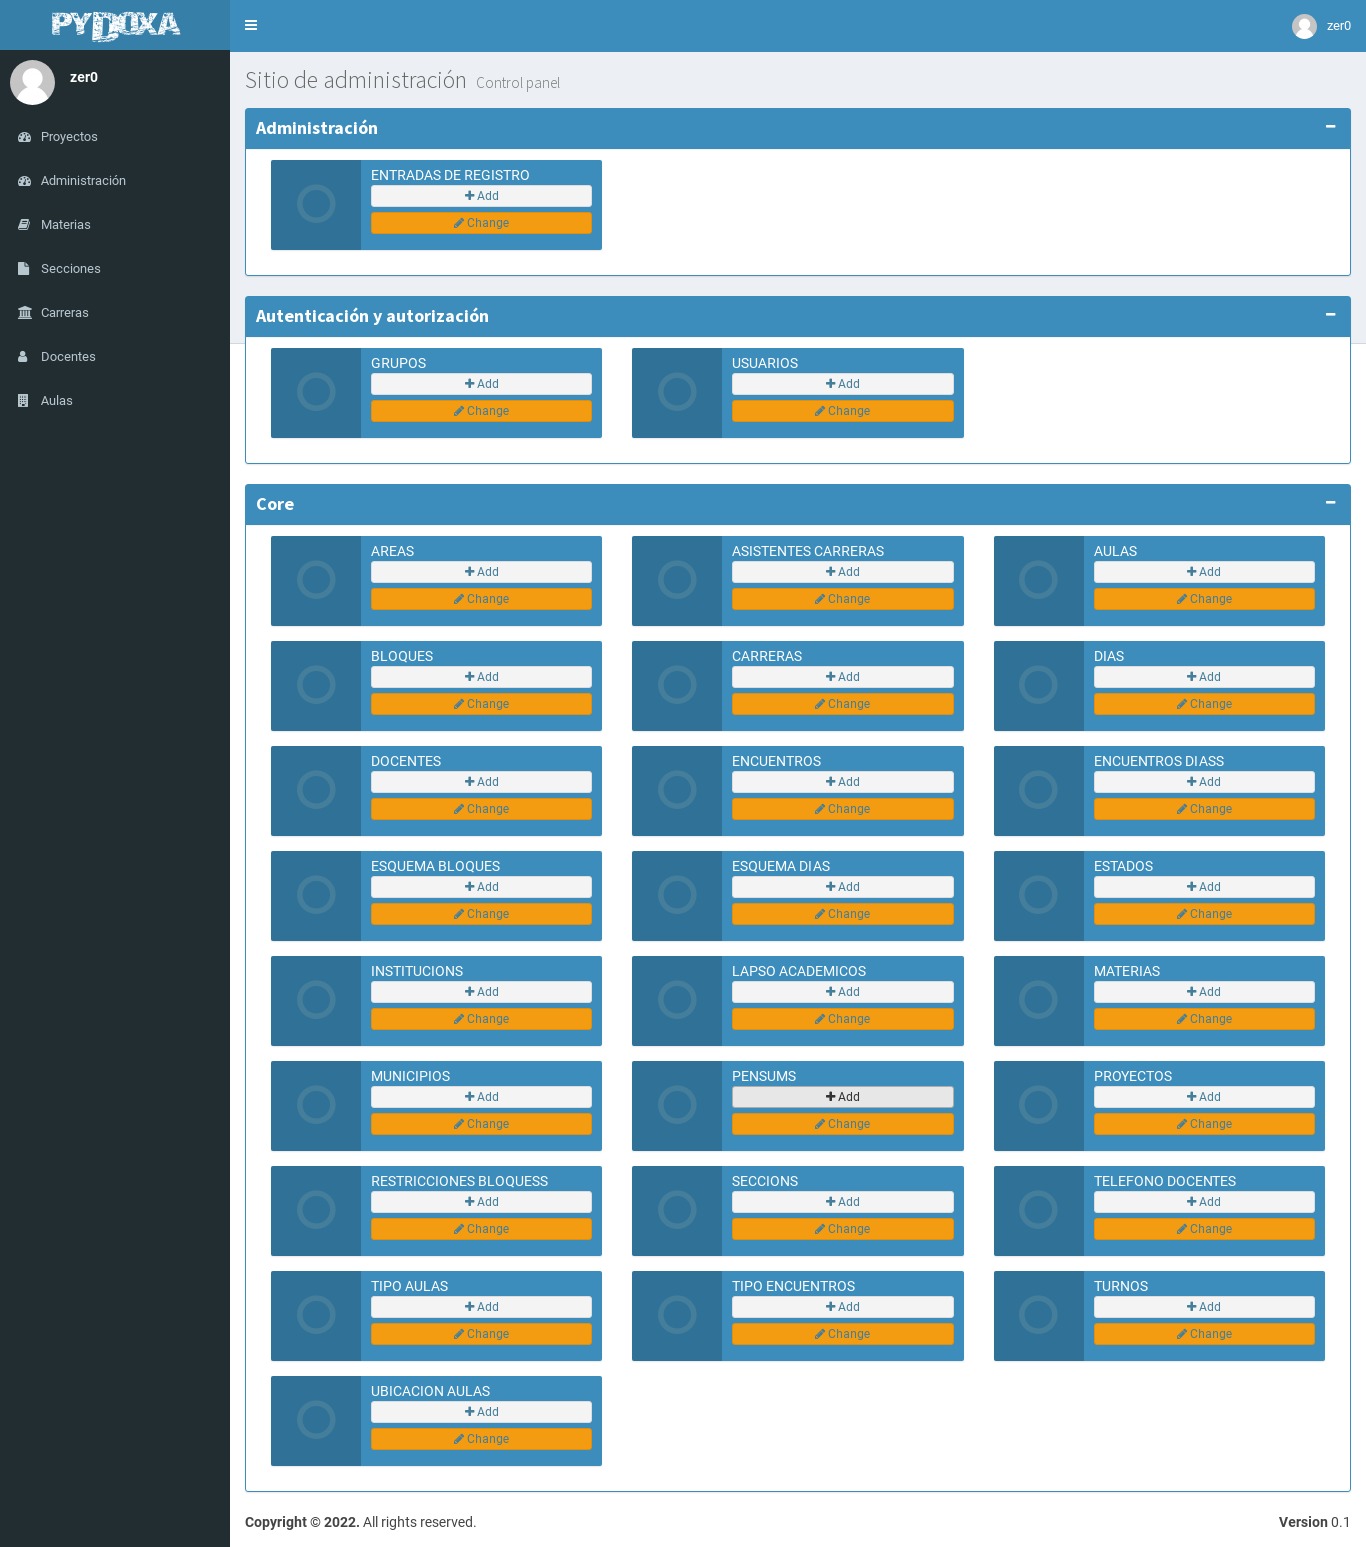 PYDOXA
zer0
zer0
Proyectos
Administración
Materias
Secciones
Carreras
Docentes
Aulas
Sitio de administración Control panel
Administración
ENTRADAS DE REGISTRO
Add
Change
Autenticación y autorización
GRUPOS
Add
Change
USUARIOS
Add
Change
Core
AREAS
Add
Change
ASISTENTES CARRERAS
Add
Change
AULAS
Add
Change
BLOQUES
Add
Change
CARRERAS
Add
Change
DIAS
Add
Change
DOCENTES
Add
Change
ENCUENTROS
Add
Change
ENCUENTROS DIASS
Add
Change
ESQUEMA BLOQUES
Add
Change
ESQUEMA DIAS
Add
Change
ESTADOS
Add
Change
INSTITUCIONS
Add
Change
LAPSO ACADEMICOS
Add
Change
MATERIAS
Add
Change
MUNICIPIOS
Add
Change
PENSUMS
Add
Change
PROYECTOS
Add
Change
RESTRICCIONES BLOQUESS
Add
Change
SECCIONS
Add
Change
TELEFONO DOCENTES
Add
Change
TIPO AULAS
Add
Change
TIPO ENCUENTROS
Add
Change
TURNOS
Add
Change
UBICACION AULAS
Add
Change
Copyright © 2022. All rights reserved.
Version 0.1